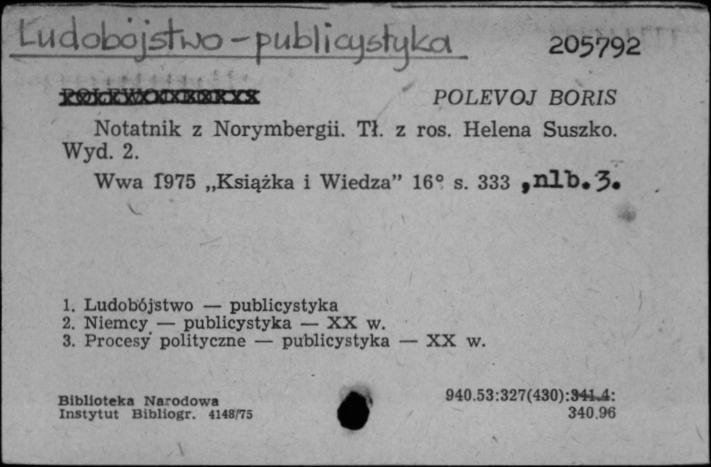 Ludobójstwo – publicystyka 205792
POLEVOJ BORIS
Notatnik z Norymbergii. Tł. z ros. Helena Suszko.
Wyd. 2.
Wwa 1975 „Książka i Wiedza” 16° s. 333 , nlb. 3.
1. Ludobójstwo — publicystyka
2. Niemcy — publicystyka — XX w.
3. Procesy polityczne — publicystyka — XX w.
940.53:327(430):341.4:
340.96
Biblioteka Narodowa
Instytut Bibliogr. 4148/75